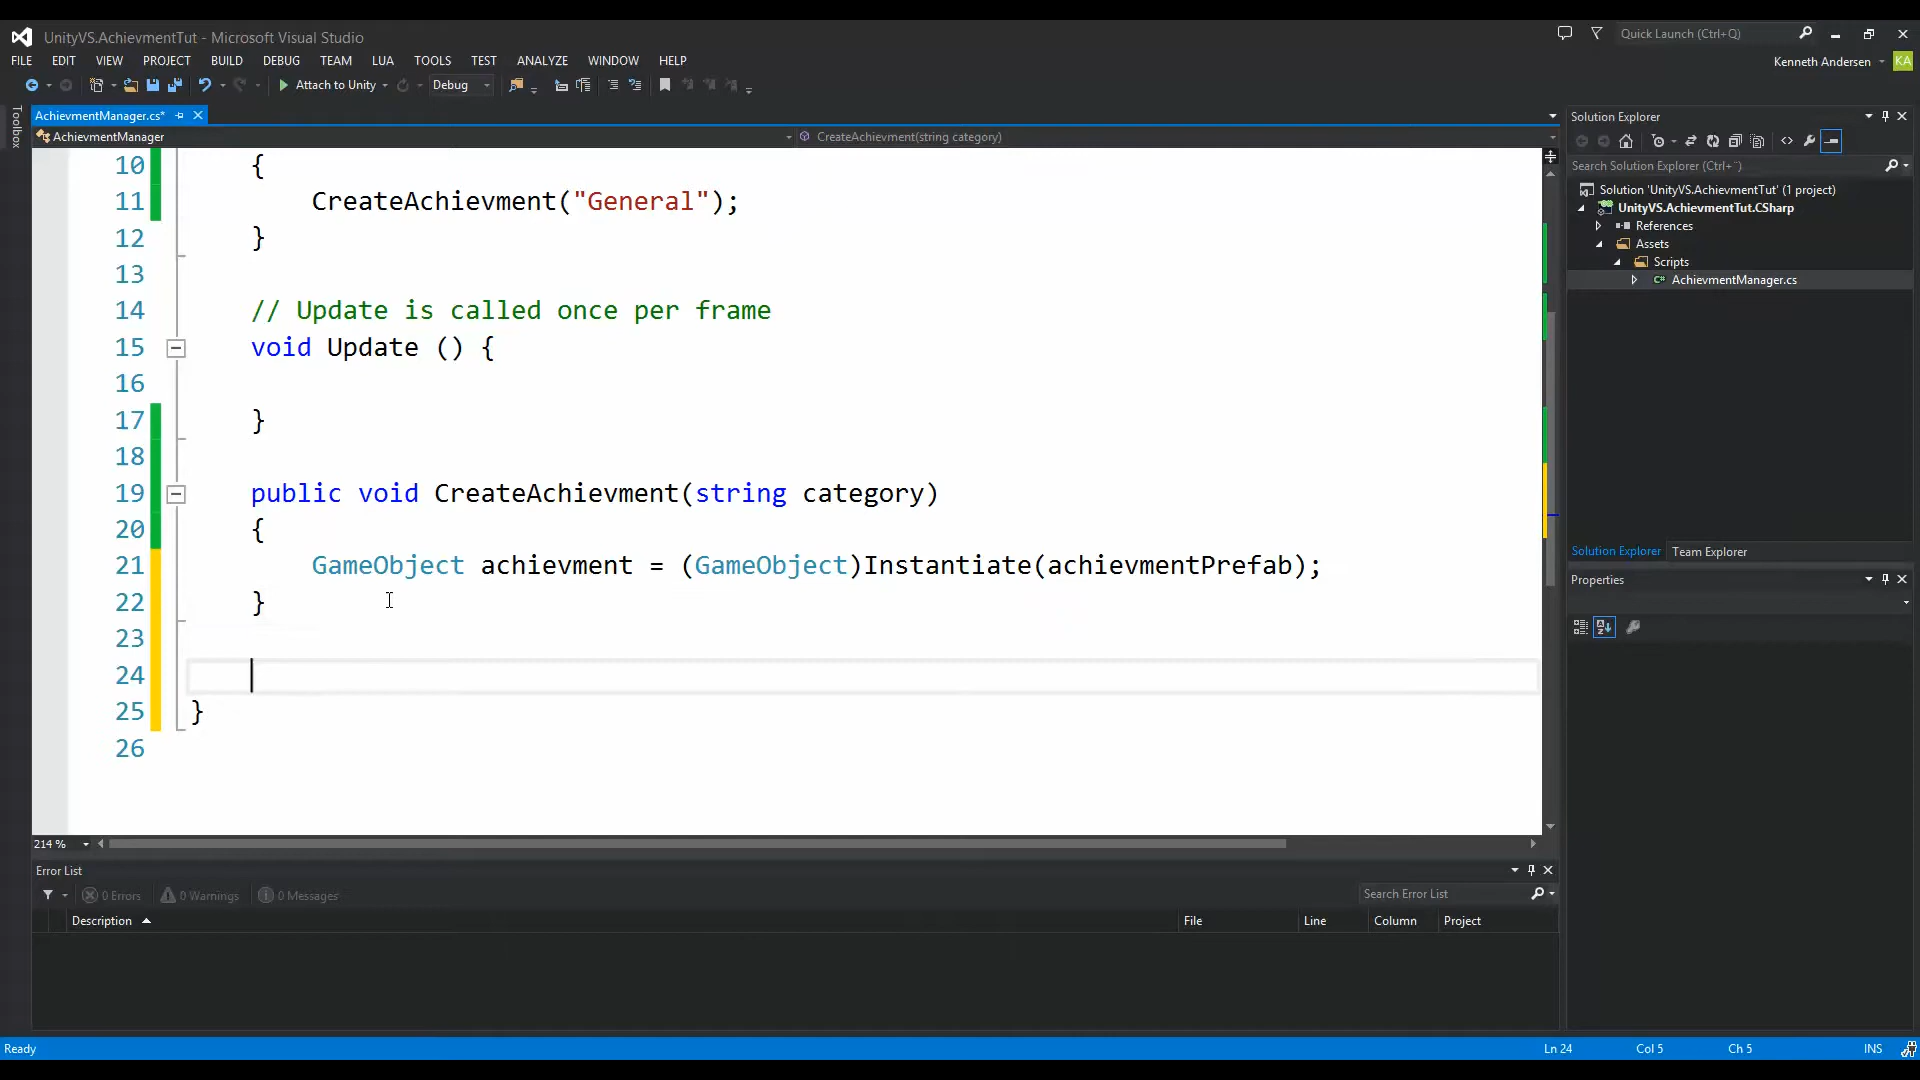 UnityVS.AchievmentTut - Microsoft Visual Studio
Quick Launch (Ctrl+Q)
FILE EDIT VIEW PROJECT BUILD DEBUG TEAM LUA TOOLS TEST ANALYZE WINDOW HELP
Kenneth Andersen KA
Attach to Unity Debug
Toolbox
AchievmentManager.cs*
AchievmentManager CreateAchievment(string category)
10 {
11 CreateAchievment("General");
12 }
13
14 // Update is called once per frame
15 void Update () {
16
17 }
18
19 public void CreateAchievment(string category)
20 {
21 GameObject achievment = (GameObject)Instantiate(achievmentPrefab);
22 }
23
24
25 }
26
214 %
Solution Explorer
Search Solution Explorer (Ctrl+¨)
Solution 'UnityVS.AchievmentTut' (1 project)
UnityVS.AchievmentTut.CSharp
References
Assets
Scripts
C# AchievmentManager.cs
Solution Explorer Team Explorer
Properties
Error List
0 Errors 0 Warnings 0 Messages
Search Error List
Description File Line Column Project
Ready Ln 24 Col 5 Ch 5 INS